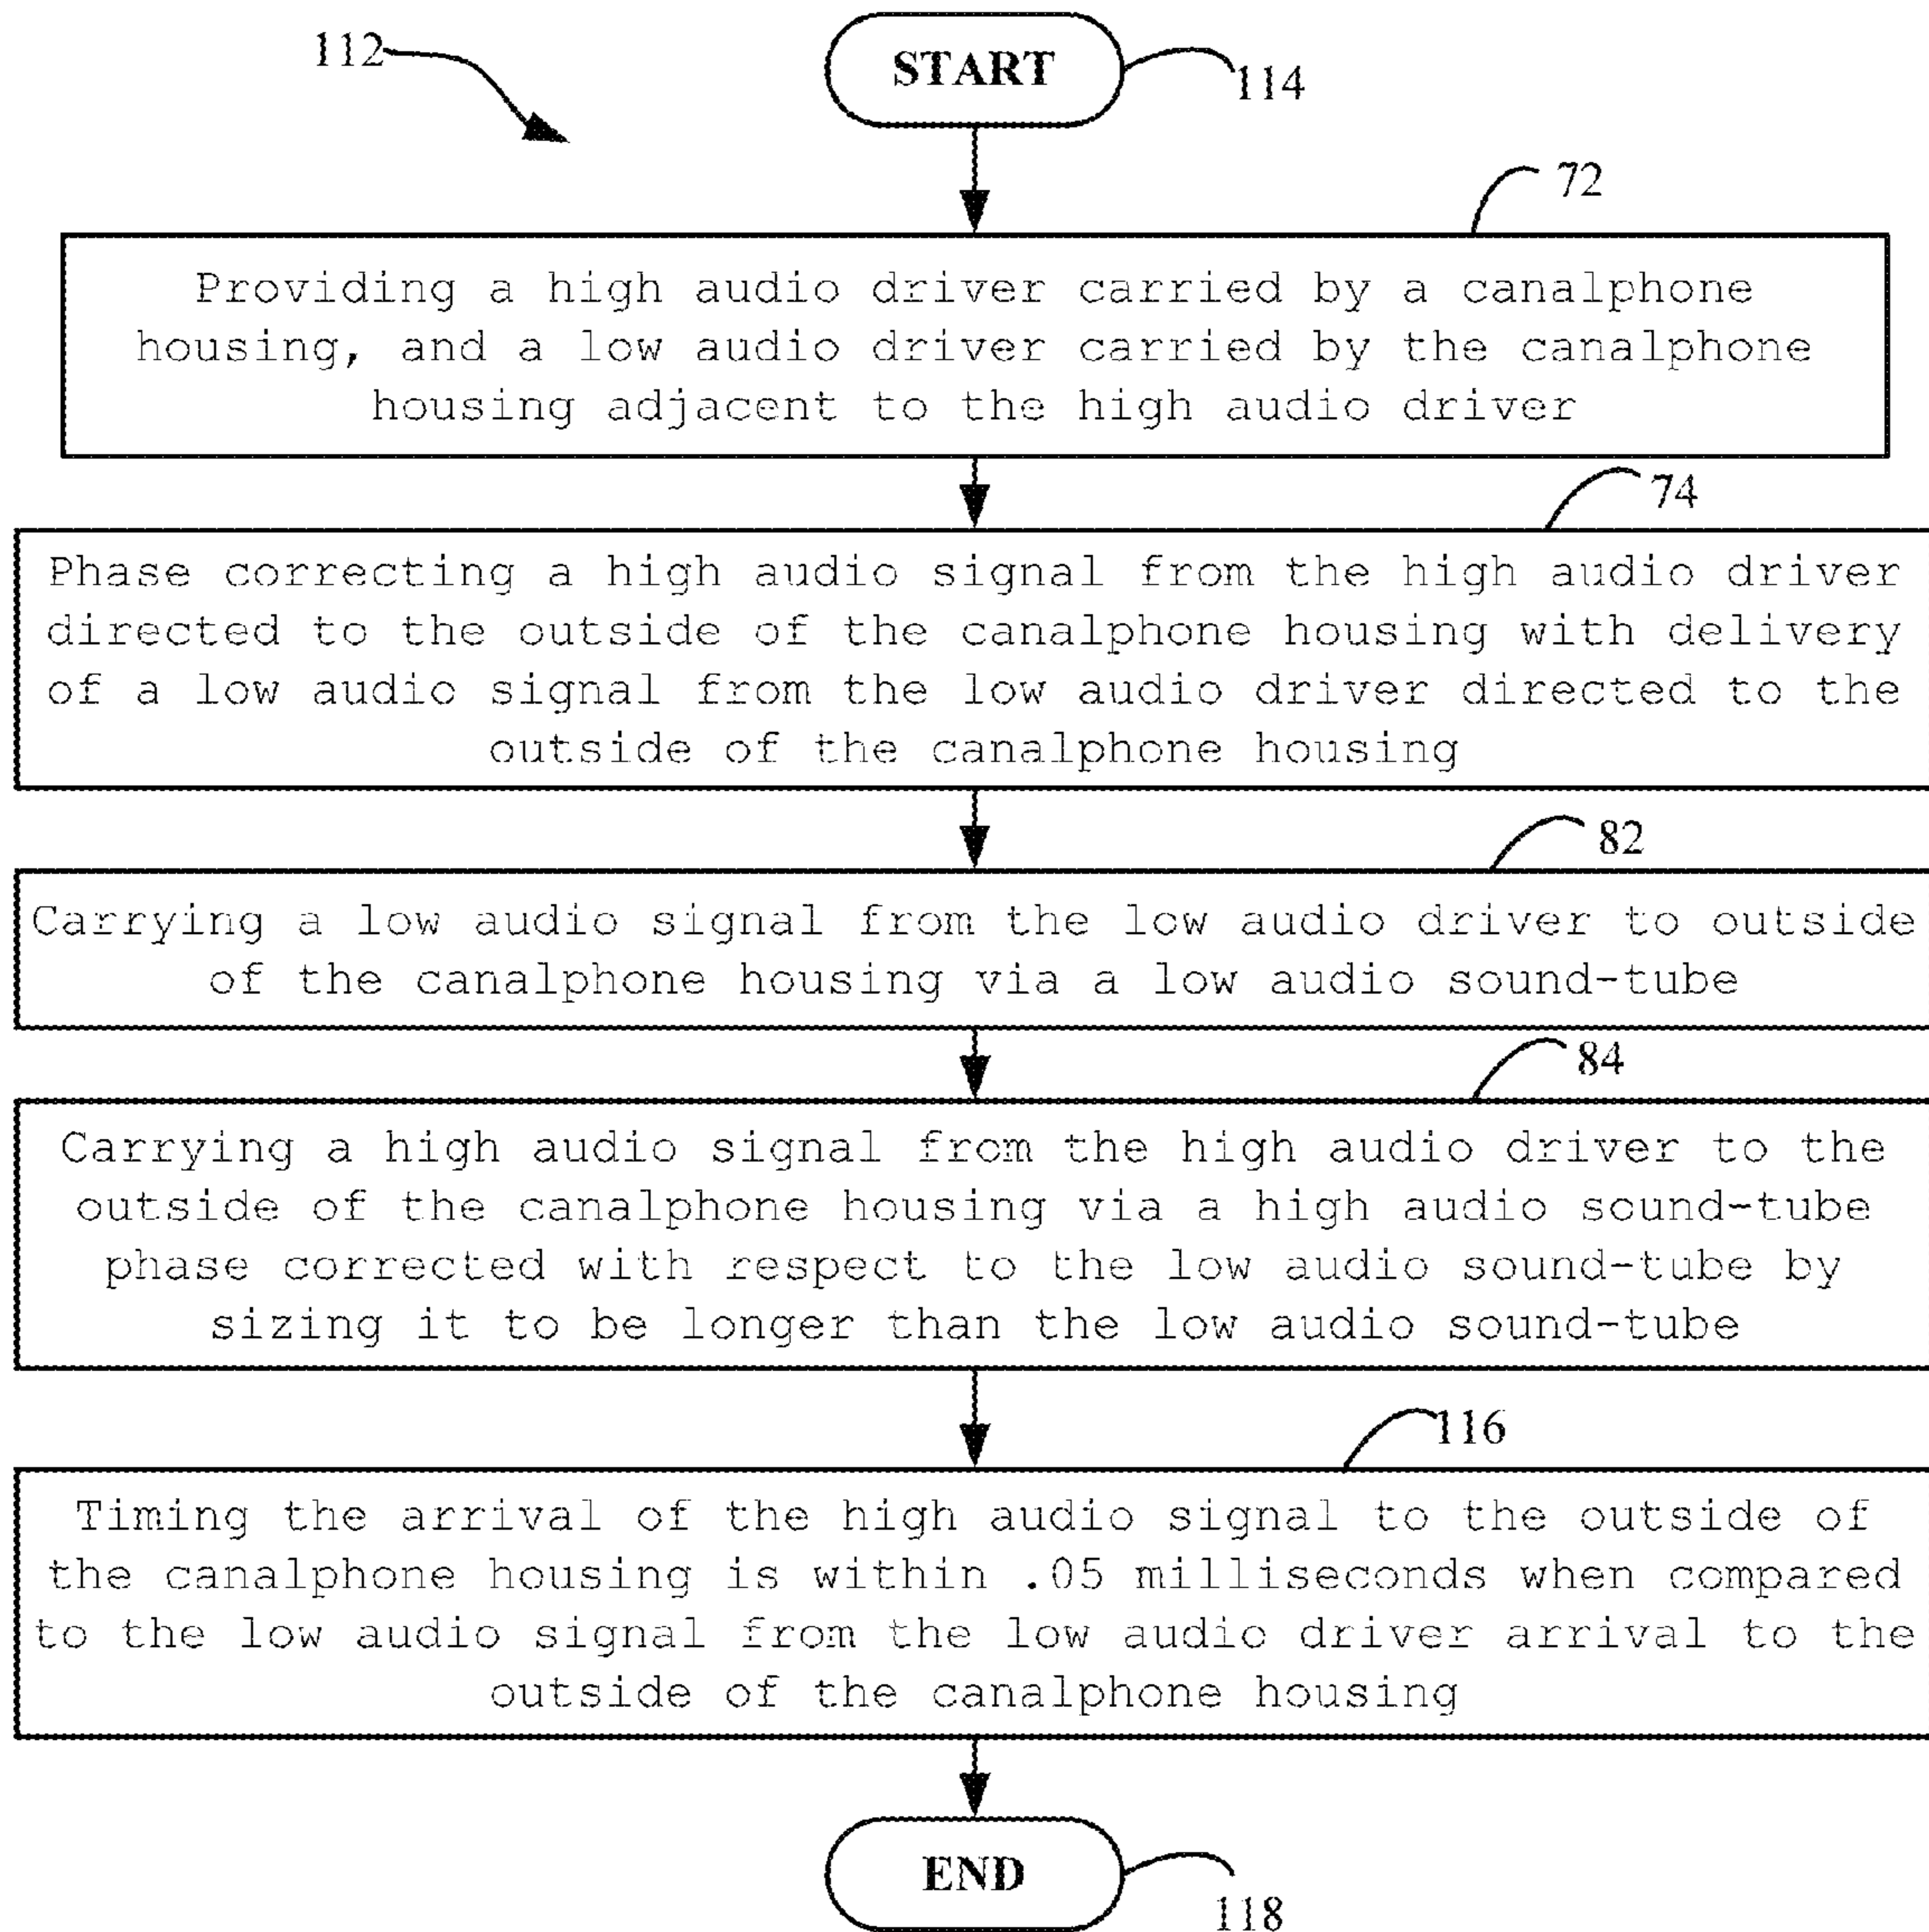 112
START
114
72
Providing a high audio driver carried by a canalphone
housing, and a low audio driver carried by the canalphone
housing adjacent to the high audio driver
74
Phase correcting a high audio signal from the high audio driver
directed to the outside of the canalphone housing with delivery
of a low audio signal from the low audio driver directed to the
outside of the canalphone housing
82
Carrying a low audio signal from the low audio driver to outside
of the canalphone housing via a low audio sound-tube
84
Carrying a high audio signal from the high audio driver to the
outside of the canalphone housing via a high audio sound-tube
phase corrected with respect to the low audio sound-tube by
sizing it to be longer than the low audio sound-tube
116
Timing the arrival of the high audio signal to the outside of
the canalphone housing is within .05 milliseconds when compared
to the low audio signal from the low audio driver arrival to the
outside of the canalphone housing
END
118